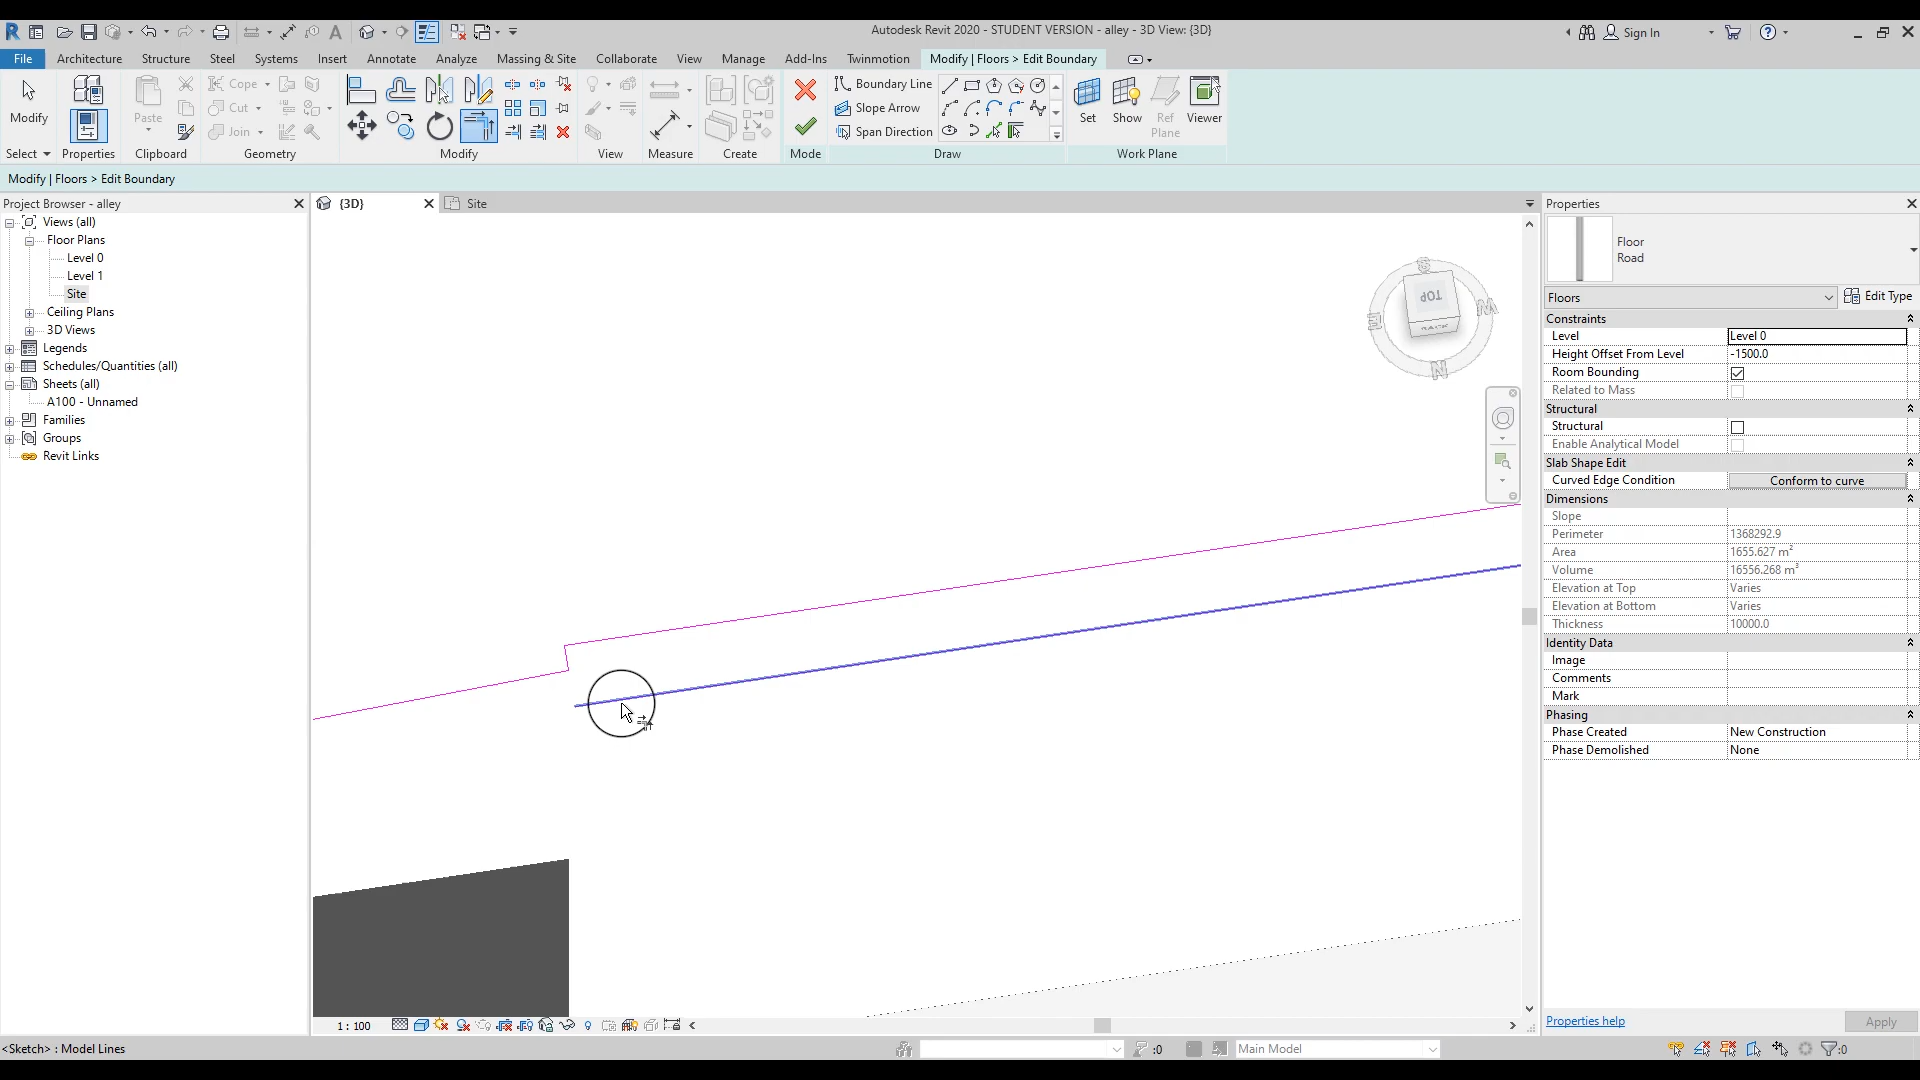 Autodesk Revit 2020 - STUDENT VERSION - alley - 3D View: {3D}
Sign In
File Architecture Structure Steel Systems Insert Annotate Analyze Massing & Site Collaborate View Manage Add-Ins Twinmotion Modify | Floors > Edit Boundary
Modify
Paste
Cope
Cut
Join
Boundary Line
Slope Arrow
Span Direction
Set Show Ref Plane Viewer
Select Properties Clipboard Geometry Modify View Measure Create Mode Draw Work Plane
Modify | Floors > Edit Boundary
Project Browser - alley
Views (all)
Floor Plans
Level 0
Level 1
Site
Ceiling Plans
3D Views
Legends
Schedules/Quantities (all)
Sheets (all)
A100 - Unnamed
Families
Groups
Revit Links
{3D}
Site
S
TOP
BACK
W
E
N
Properties
Floor
Road
Floors
Edit Type
Constraints
Level Level 0
Height Offset From Level -1500.0
Room Bounding
Related to Mass
Structural
Structural
Enable Analytical Model
Slab Shape Edit
Curved Edge Condition Conform to curve
Dimensions
Slope
Perimeter 1368292.9
Area 1655.627 m²
Volume 16556.268 m³
Elevation at Top Varies
Elevation at Bottom Varies
Thickness 10000.0
Identity Data
Image
Comments
Mark
Phasing
Phase Created New Construction
Phase Demolished None
Properties help
Apply
1 : 100
<Sketch> : Model Lines
:0
Main Model
:0